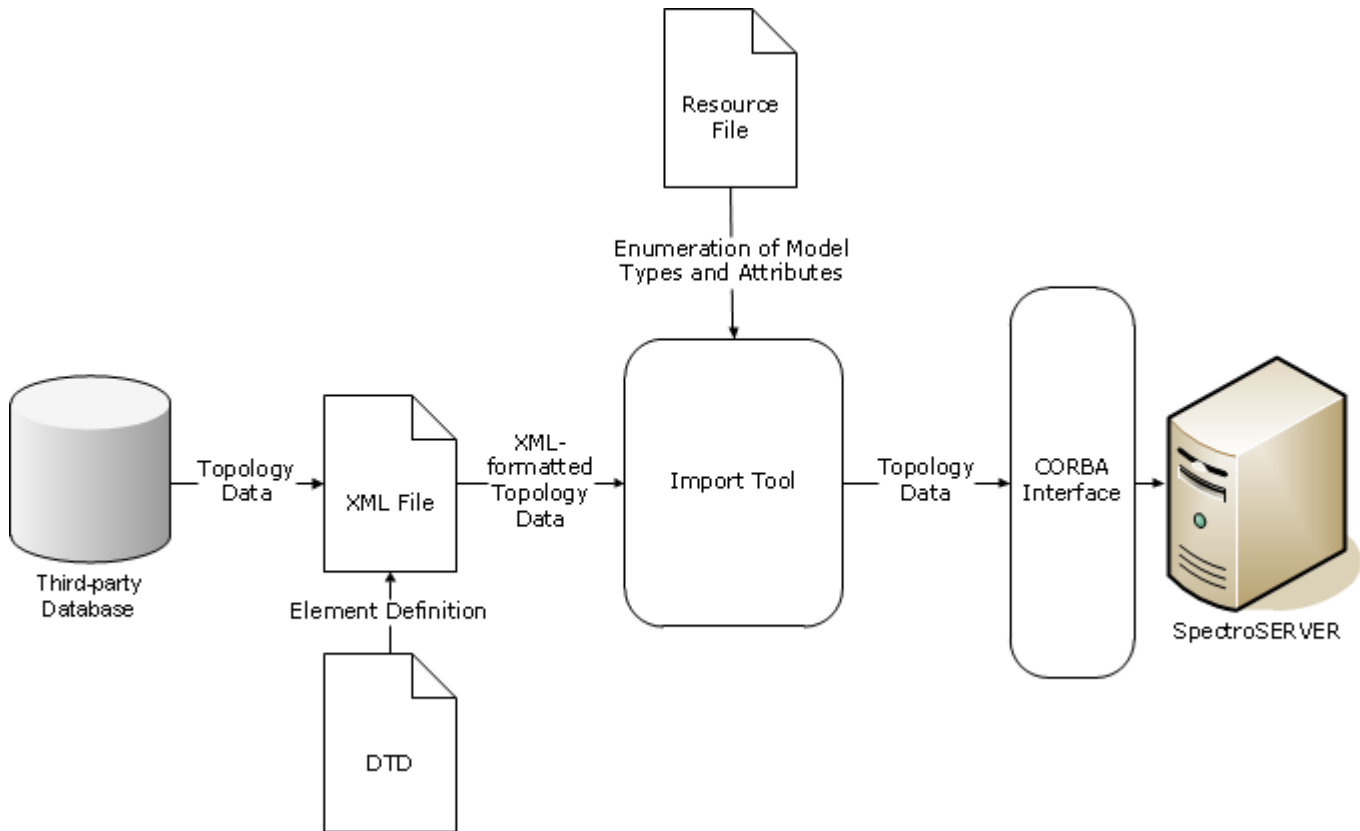 Resource
File
Enumeration of Model
Types and Attributes
Third-party
Database
Topology
Data
XML File
XML-
formatted
Topology
Data
Import Tool
Topology
Data
CORBA
Interface
SpectroSERVER
Element Definition
DTD